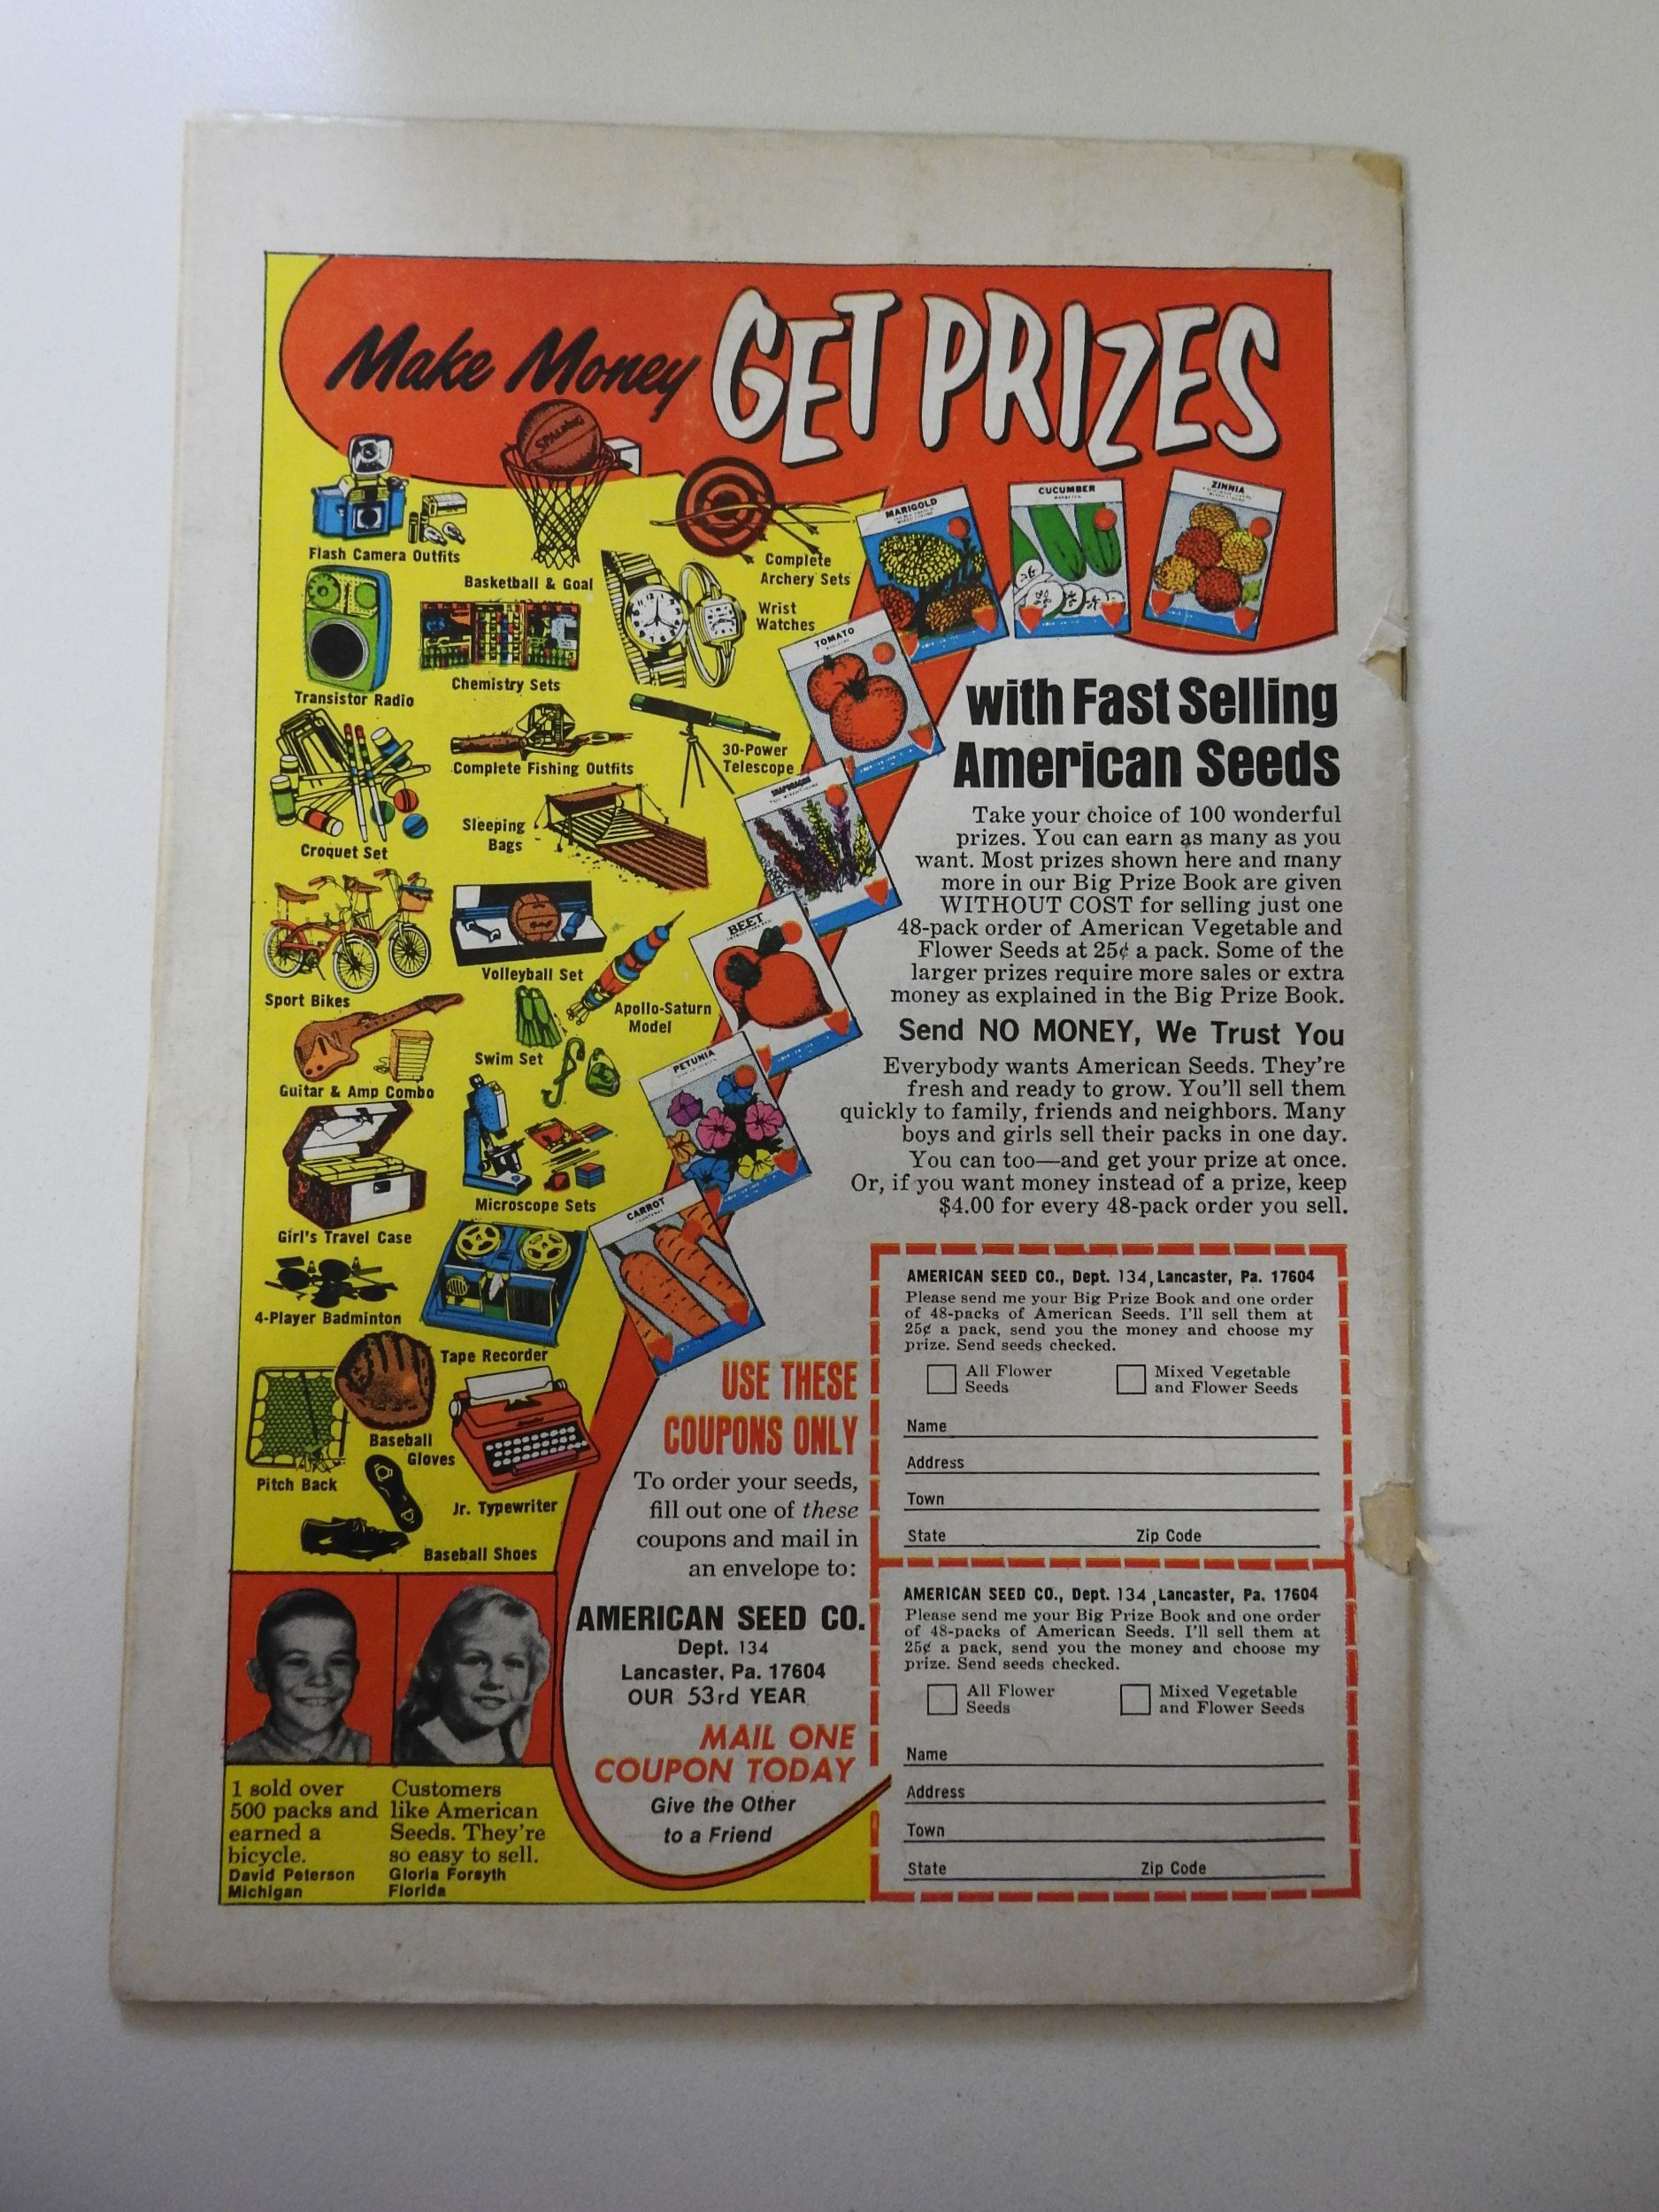 Make Money GET PRIZES
SPALDING
Flash Camera Outfits
Basketball & Goal
Complete
Archery Sets
Wrist
Watches
Transistor Radio
Chemistry Sets
Complete Fishing Outfits
30-Power
Telescope
Croquet Set
Sleeping
Bags
Sport Bikes
Volleyball Set
Apollo-Saturn
Model
Swim Set
Guitar & Amp Combo
Microscope Sets
Girl's Travel Case
4-Player Badminton
Tape Recorder
Baseball
Gloves
Pitch Back
Jr. Typewriter
Baseball Shoes
MARIGOLD
CUCUMBER
ZINNIA
TOMATO
SNAPDRAGON
BEET
PETUNIA
CARROT
with Fast Selling
American Seeds
Take your choice of 100 wonderful
prizes. You can earn as many as you
want. Most prizes shown here and many
more in our Big Prize Book are given
WITHOUT COST for selling just one
48-pack order of American Vegetable and
Flower Seeds at 25¢ a pack. Some of the
larger prizes require more sales or extra
money as explained in the Big Prize Book.
Send NO MONEY, We Trust You
Everybody wants American Seeds. They're
fresh and ready to grow. You'll sell them
quickly to family, friends and neighbors. Many
boys and girls sell their packs in one day.
You can too—and get your prize at once.
Or, if you want money instead of a prize, keep
$4.00 for every 48-pack order you sell.
USE THESE
COUPONS ONLY
To order your seeds,
fill out one of these
coupons and mail in
an envelope to:
AMERICAN SEED CO.
Dept. 134
Lancaster, Pa. 17604
OUR 53rd YEAR
MAIL ONE
COUPON TODAY
Give the Other
to a Friend
AMERICAN SEED CO., Dept. 134, Lancaster, Pa. 17604
Please send me your Big Prize Book and one order
of 48-packs of American Seeds. I'll sell them at
25¢ a pack, send you the money and choose my
prize. Send seeds checked.
All Flower
Seeds
Mixed Vegetable
and Flower Seeds
Name
Address
Town
State Zip Code
AMERICAN SEED CO., Dept. 134, Lancaster, Pa. 17604
Please send me your Big Prize Book and one order
of 48-packs of American Seeds. I'll sell them at
25¢ a pack, send you the money and choose my
prize. Send seeds checked.
All Flower
Seeds
Mixed Vegetable
and Flower Seeds
Name
Address
Town
State Zip Code
I sold over
500 packs and
earned a
bicycle.
David Peterson
Michigan
Customers
like American
Seeds. They're
so easy to sell.
Gloria Forsyth
Florida